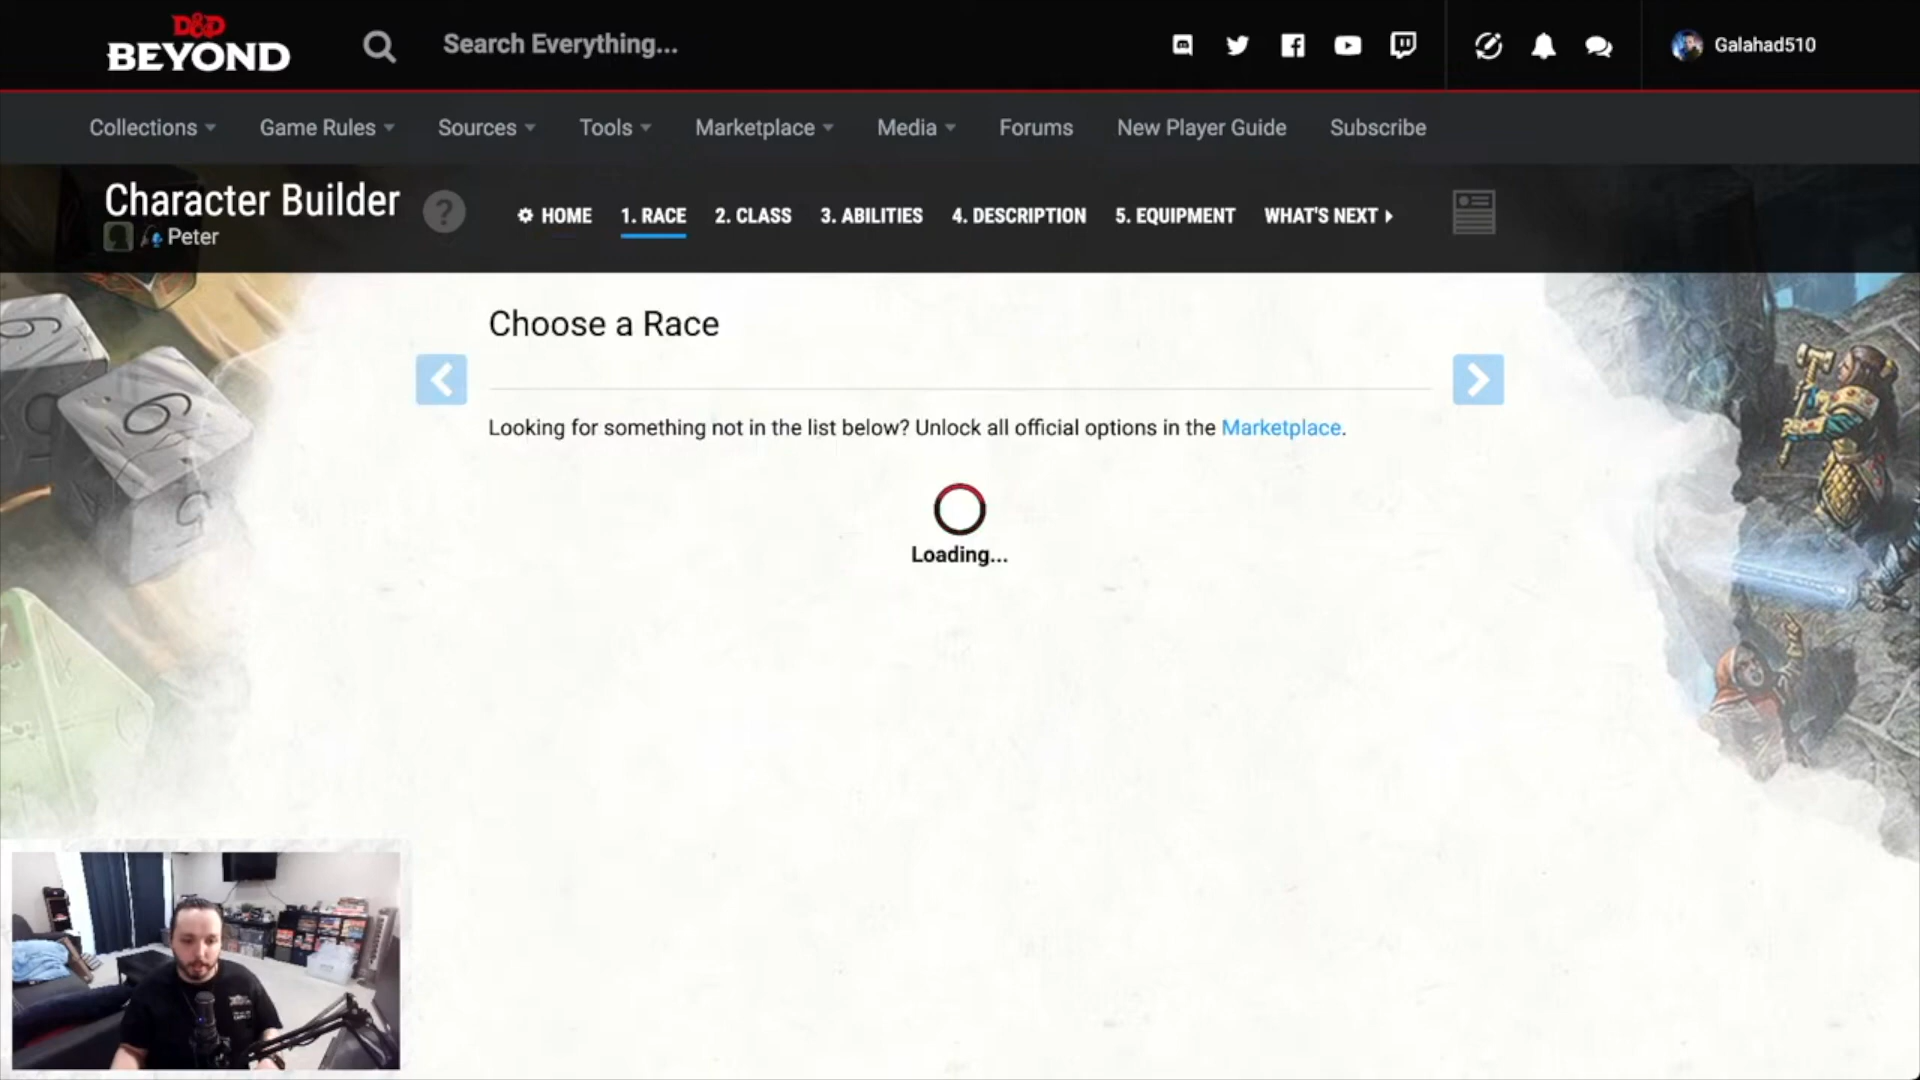 D&D
BEYOND
Search Everything...
Galahad510
Collections
Game Rules
Sources
Tools
Marketplace
Media
Forums
New Player Guide
Subscribe
Character Builder
?
Peter
HOME
1. RACE
2. CLASS
3. ABILITIES
4. DESCRIPTION
5. EQUIPMENT
WHAT'S NEXT
Choose a Race
Looking for something not in the list below? Unlock all official options in the Marketplace.
Loading...